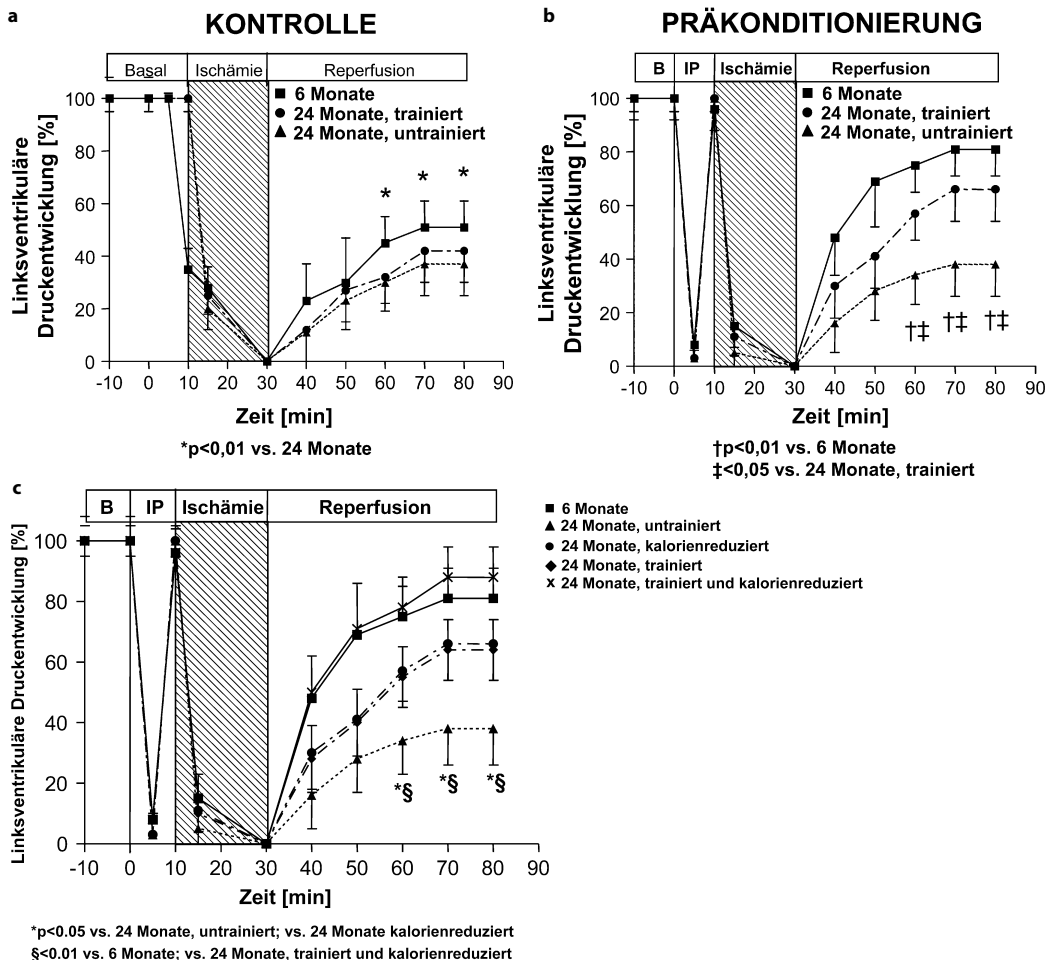 a
KONTROLLE
Basal Ischämie Reperfusion
■ 6 Monate
● 24 Monate, trainiert
▲ 24 Monate, untrainiert
Linksventrikuläre
Druckentwicklung [%]
100
80
60
40
20
0
* * *
-10 0 10 20 30 40 50 60 70 80 90
Zeit [min]
*p<0,01 vs. 24 Monate
b
PRÄKONDITIONIERUNG
B IP Ischämie Reperfusion
■ 6 Monate
● 24 Monate, trainiert
▲ 24 Monate, untrainiert
Linksventrikuläre
Druckentwicklung [%]
100
80
60
40
20
0
†‡ †‡ †‡
-10 0 10 20 30 40 50 60 70 80 90
Zeit [min]
†p<0,01 vs. 6 Monate
‡<0,05 vs. 24 Monate, trainiert
c
B IP Ischämie Reperfusion
■ 6 Monate
▲ 24 Monate, untrainiert
● 24 Monate, kalorienreduziert
◆ 24 Monate, trainiert
x 24 Monate, trainiert und kalorienreduziert
Linksventrikuläre Druckentwicklung [%]
100
80
60
40
20
0
*§ *§ *§
-10 0 10 20 30 40 50 60 70 80 90
Zeit [min]
*p<0.05 vs. 24 Monate, untrainiert; vs. 24 Monate kalorienreduziert
§<0.01 vs. 6 Monate; vs. 24 Monate, trainiert und kalorienreduziert